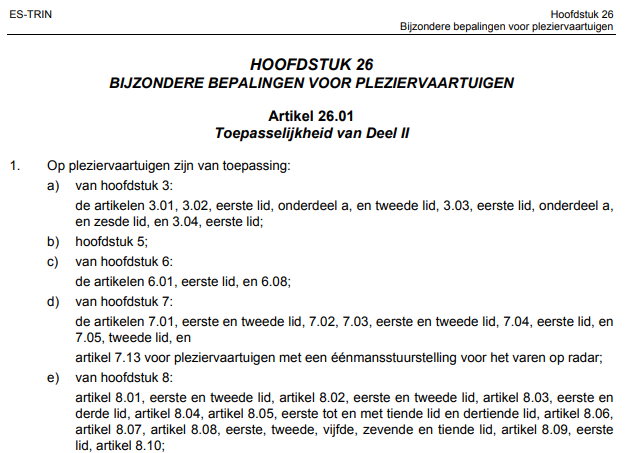 ES-TRIN Hoofdstuk 26
Bijzondere bepalingen voor pleziervaartuigen
HOOFDSTUK 26
BIJZONDERE BEPALINGEN VOOR PLEZIERVAARTUIGEN
Artikel 26.01
Toepasselijkheid van Deel II
1. Op pleziervaartuigen zijn van toepassing:
a) van hoofdstuk 3:
de artikelen 3.01, 3.02, eerste lid, onderdeel a, en tweede lid, 3.03, eerste lid, onderdeel a,
en zesde lid, en 3.04, eerste lid;
b) hoofdstuk 5;
c) van hoofdstuk 6:
de artikelen 6.01, eerste lid, en 6.08;
d) van hoofdstuk 7:
de artikelen 7.01, eerste en tweede lid, 7.02, 7.03, eerste en tweede lid, 7.04, eerste lid, en
7.05, tweede lid, en
artikel 7.13 voor pleziervaartuigen met een éénmansstuurstelling voor het varen op radar;
e) van hoofdstuk 8:
artikel 8.01, eerste en tweede lid, artikel 8.02, eerste en tweede lid, artikel 8.03, eerste en
derde lid, artikel 8.04, artikel 8.05, eerste tot en met tiende lid en dertiende lid, artikel 8.06,
artikel 8.07, artikel 8.08, eerste, tweede, vijfde, zevende en tiende lid, artikel 8.09, eerste
lid, artikel 8.10;